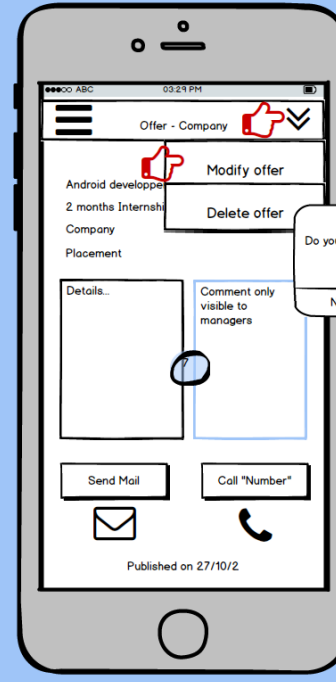 ABC 03:29 PM
Offer - Company
Modify offer
Android developpe
Delete offer
2 months Internshi
Company
Do you
Placement
Details...
Comment only
visible to
managers
7
Send Mail
Call "Number"
Published on 27/10/2